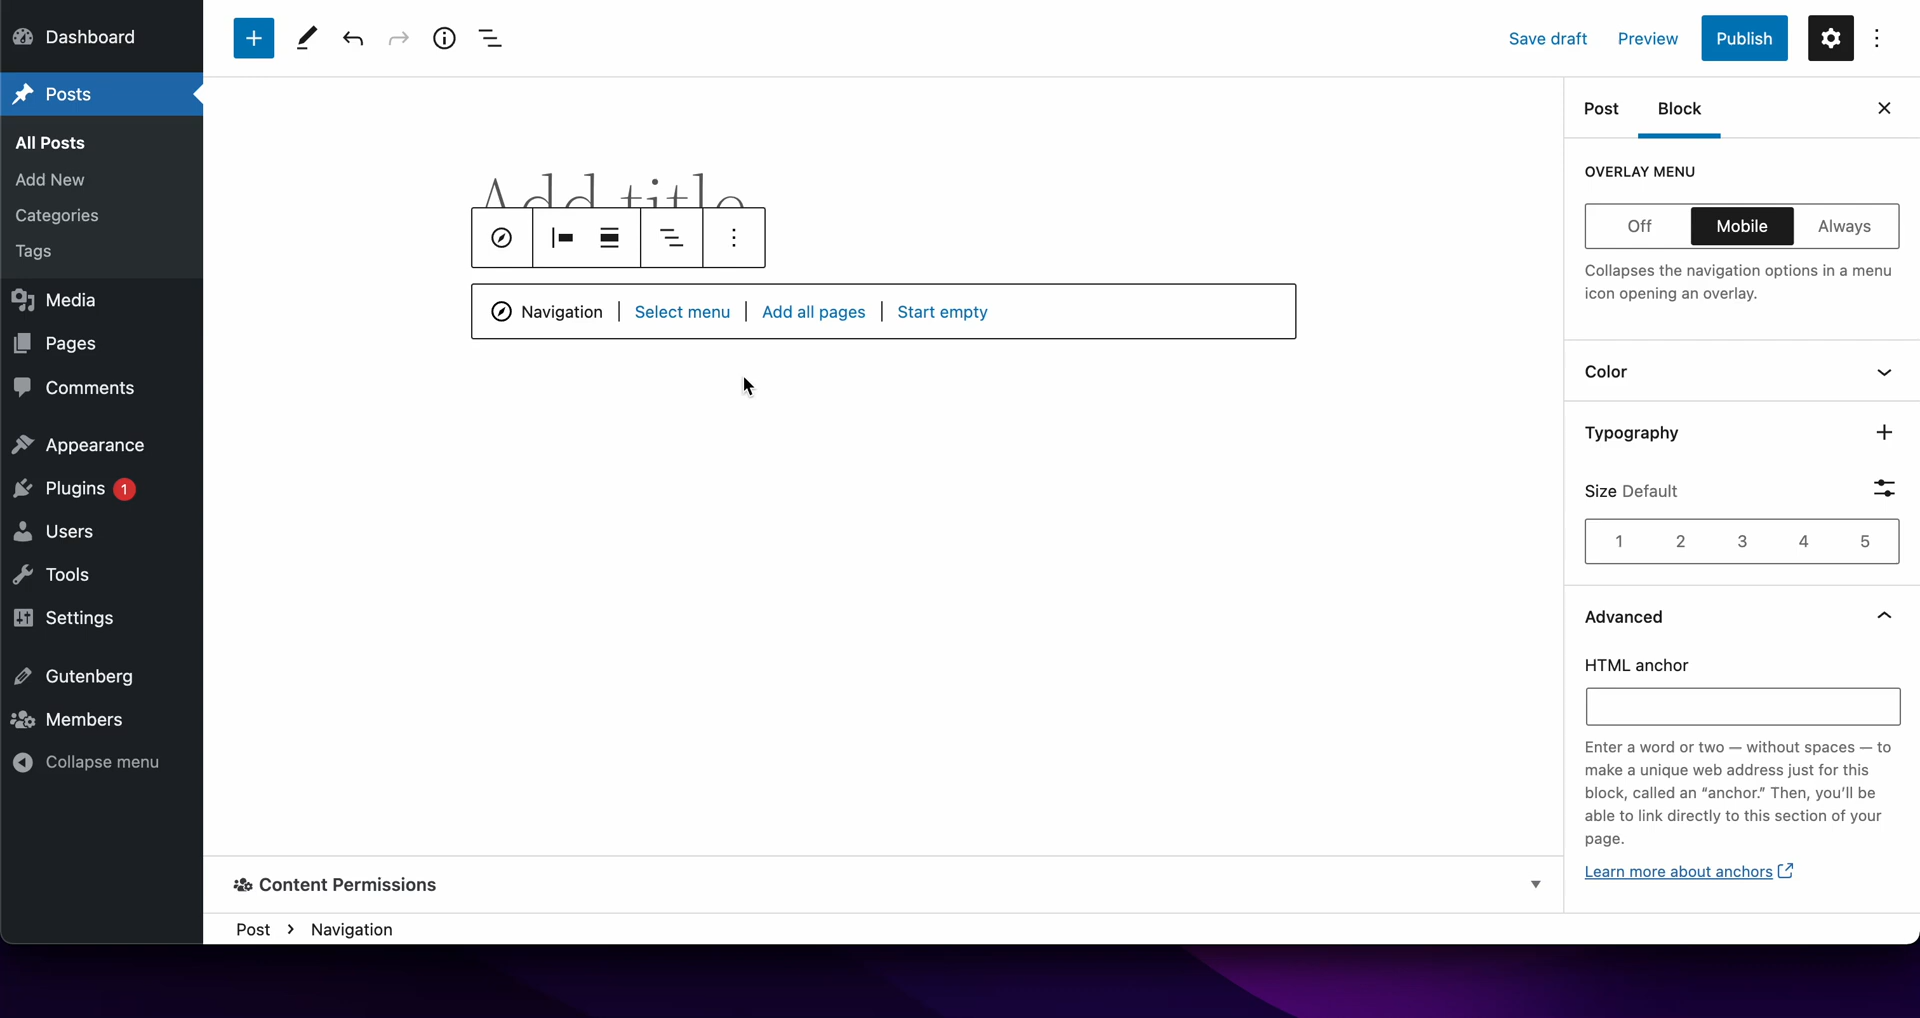 Dashboard
Posts
All Posts
Add New
Categories
Tags
Media
Pages
Comments
Appearance
Plugins 1
Users
Tools
Settings
Gutenberg
Members
Collapse menu
Save draft Preview Publish
Add title
Navigation Select menu Add all pages Start empty
Content Permissions
Post > Navigation
Post Block
OVERLAY MENU
Off Mobile Always
Collapses the navigation options in a menu
icon opening an overlay.
Color
Typography
Size Default
1 2 3 4 5
Advanced
HTML anchor
Enter a word or two — without spaces — to
make a unique web address just for this
block, called an “anchor.” Then, you’ll be
able to link directly to this section of your
page.
Learn more about anchors